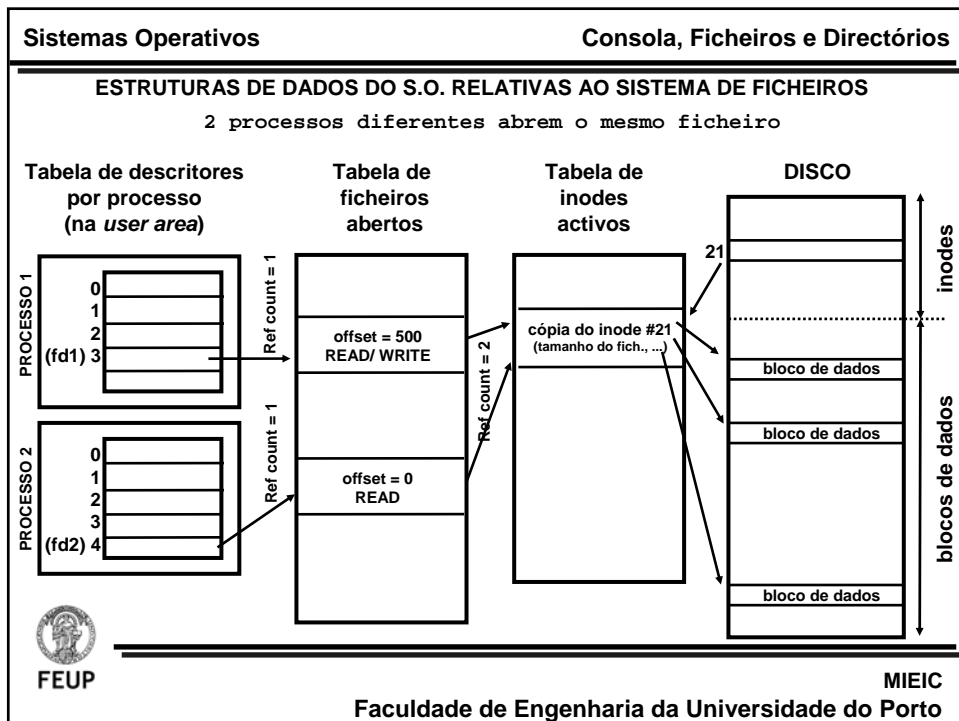 Sistemas Operativos
Consola, Ficheiros e Directórios
ESTRUTURAS DE DADOS DO S.O. RELATIVAS AO SISTEMA DE FICHEIROS
2 processos diferentes abrem o mesmo ficheiro
Tabela de descritores
por processo
(na user area)
Tabela de
ficheiros
abertos
Tabela de
inodes
activos
DISCO
PROCESSO 1
0
1
2
(fd1) 3
Ref count = 1
offset = 500
READ/ WRITE
Ref count = 2
cópia do inode #21
(tamanho do fich., ...)
21
inodes
bloco de dados
bloco de dados
bloco de dados
blocos de dados
PROCESSO 2
0
1
2
3
(fd2) 4
Ref count = 1
offset = 0
READ
FEUP
MIEIC
Faculdade de Engenharia da Universidade do Porto